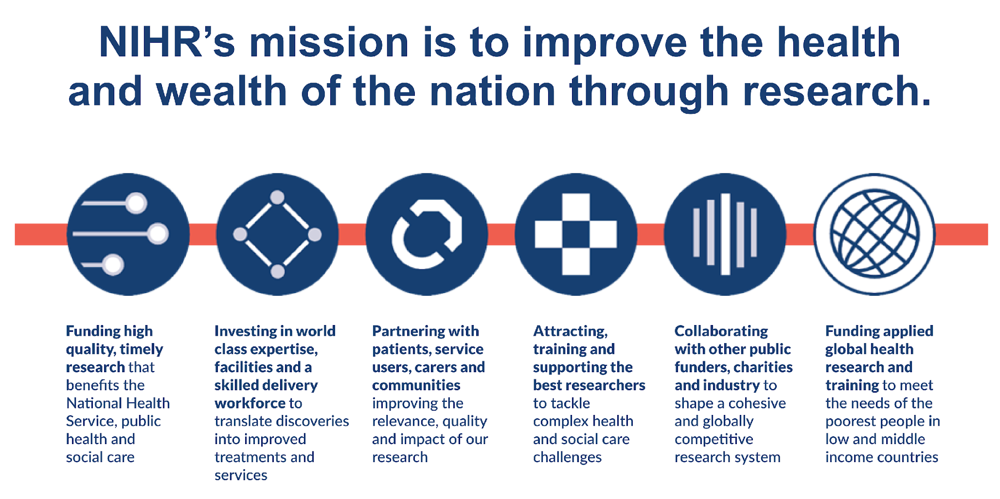 NIHR’s mission is to improve the health
and wealth of the nation through research.
Funding high
quality, timely
research that
benefits the
National Health
Service, public
health and
social care
Investing in world
class expertise,
facilities and a
skilled delivery
workforce to
translate discoveries
into improved
treatments and
services
Partnering with
patients, service
users, carers and
communities
improving the
relevance, quality
and impact of our
research
Attracting,
training and
supporting the
best researchers
to tackle
complex health
and social care
challenges
Collaborating
with other public
funders, charities
and industry to
shape a cohesive
and globally
competitive
research system
Funding applied
global health
research and
training to meet
the needs of the
poorest people in
low and middle
income countries